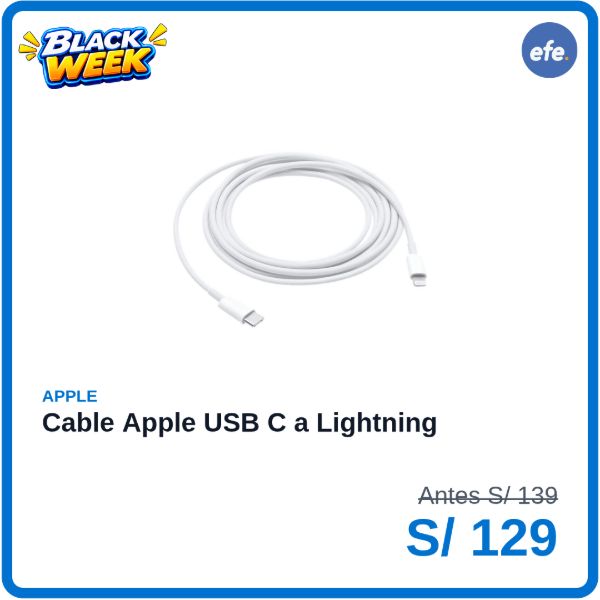 BLACK
WEEK
efe.
APPLE
Cable Apple USB C a Lightning
Antes S/ 139
S/ 129